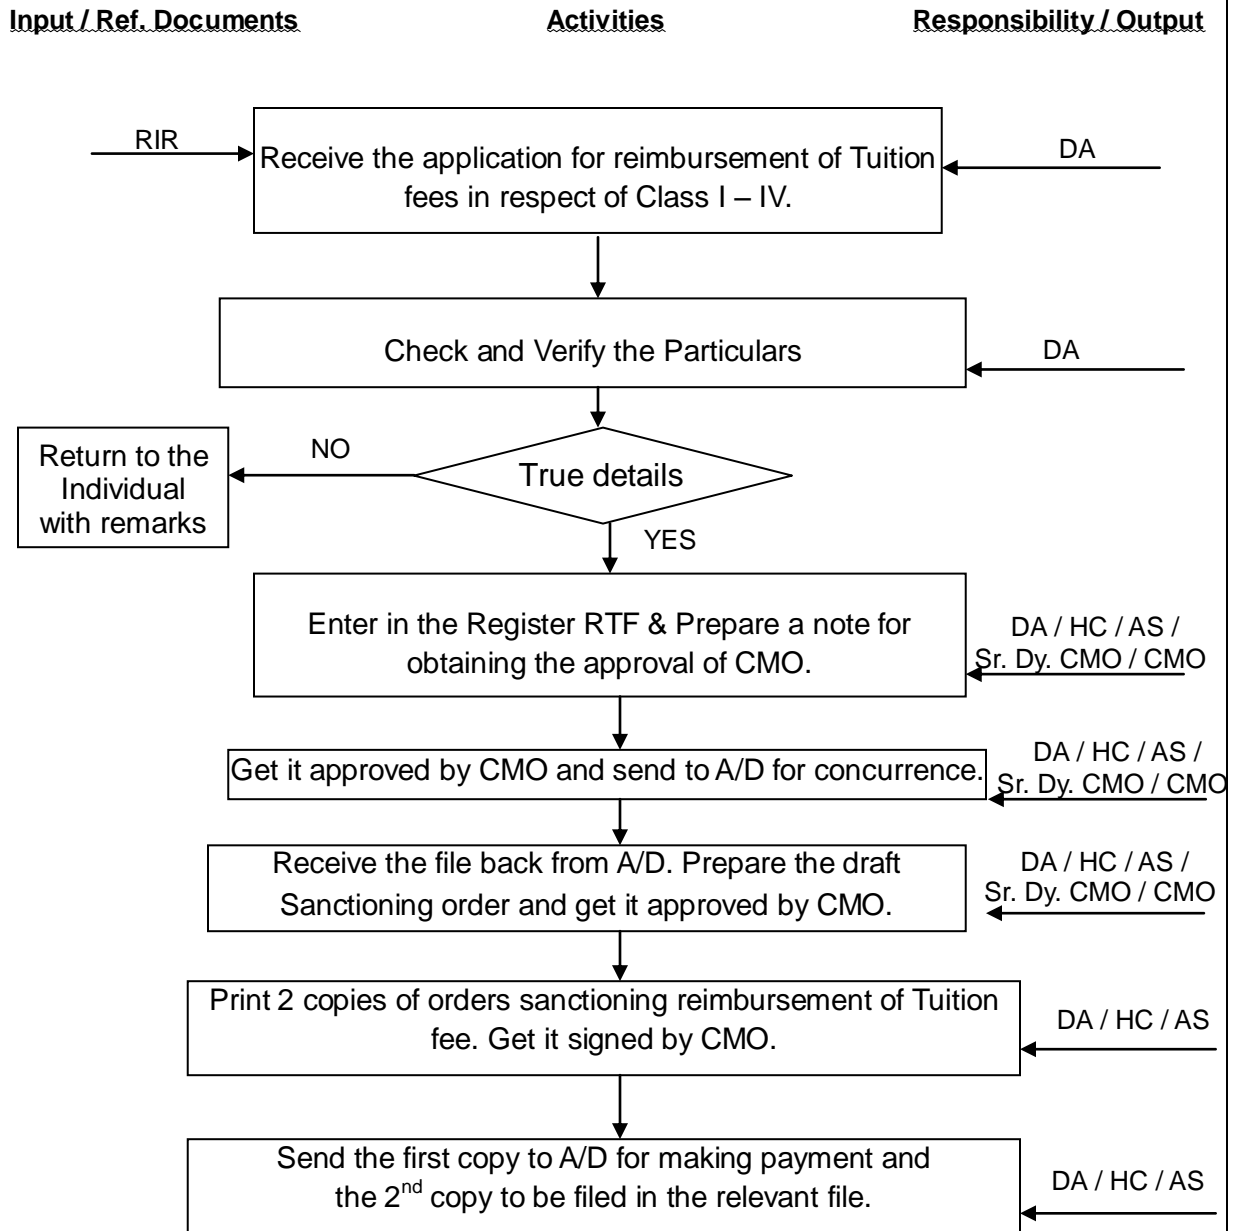 Input / Ref. Documents
Activities
Responsibility / Output
RIR
Receive the application for reimbursement of Tuition
fees in respect of Class I – IV.
DA
Check and Verify the Particulars
DA
Return to the
Individual
with remarks
NO
True details
YES
Enter in the Register RTF & Prepare a note for
obtaining the approval of CMO.
DA / HC / AS /
Sr. Dy. CMO / CMO
Get it approved by CMO and send to A/D for concurrence.
DA / HC / AS /
Sr. Dy. CMO / CMO
Receive the file back from A/D. Prepare the draft
Sanctioning order and get it approved by CMO.
DA / HC / AS /
Sr. Dy. CMO / CMO
Print 2 copies of orders sanctioning reimbursement of Tuition
fee. Get it signed by CMO.
DA / HC / AS
Send the first copy to A/D for making payment and
the 2nd copy to be filed in the relevant file.
DA / HC / AS